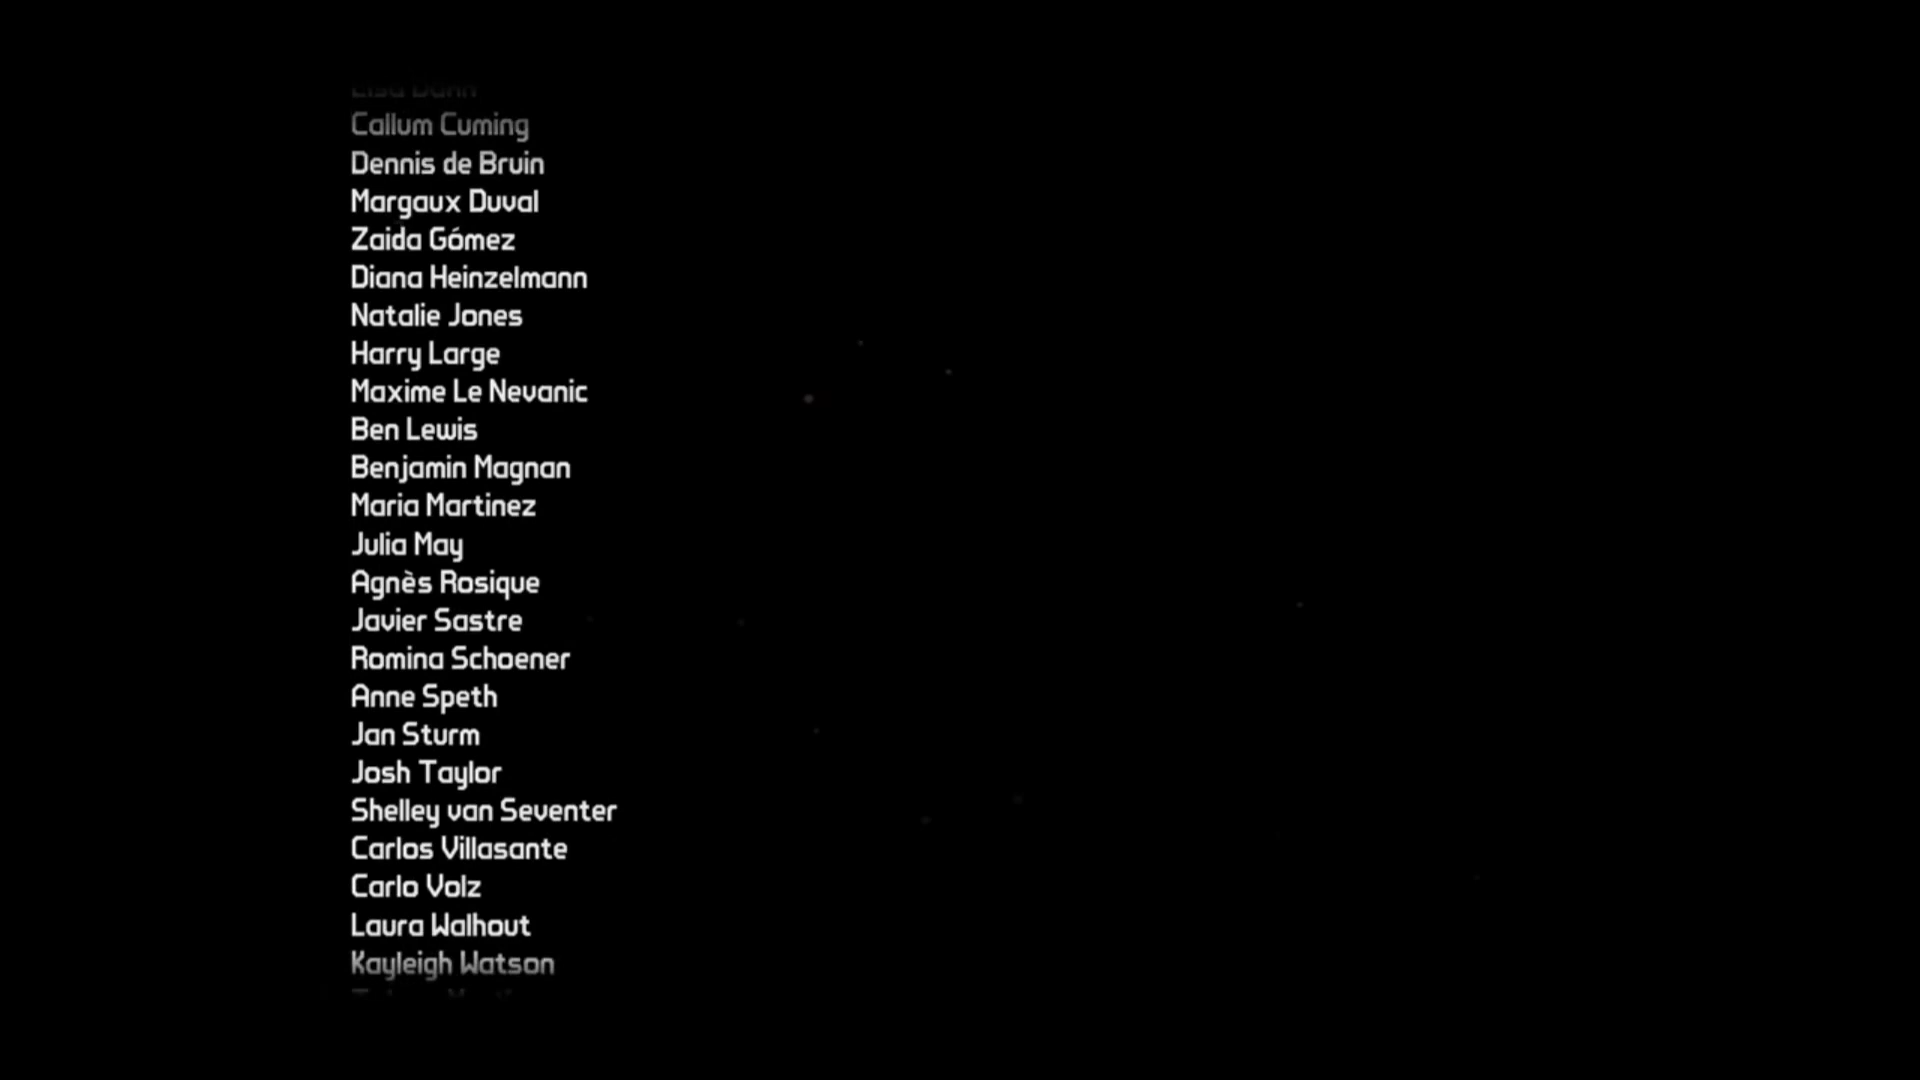 Callum Cuming
Dennis de Bruin
Margaux Duval
Zaida Gómez
Diana Heinzelmann
Natalie Jones
Harry Large
Maxime Le Nevanic
Ben Lewis
Benjamin Magnan
Maria Martinez
Julia May
Agnès Rosique
Javier Sastre
Romina Schoener
Anne Speth
Jan Sturm
Josh Taylor
Shelley van Seventer
Carlos Villasante
Carlo Volz
Laura Walhout
Kayleigh Watson